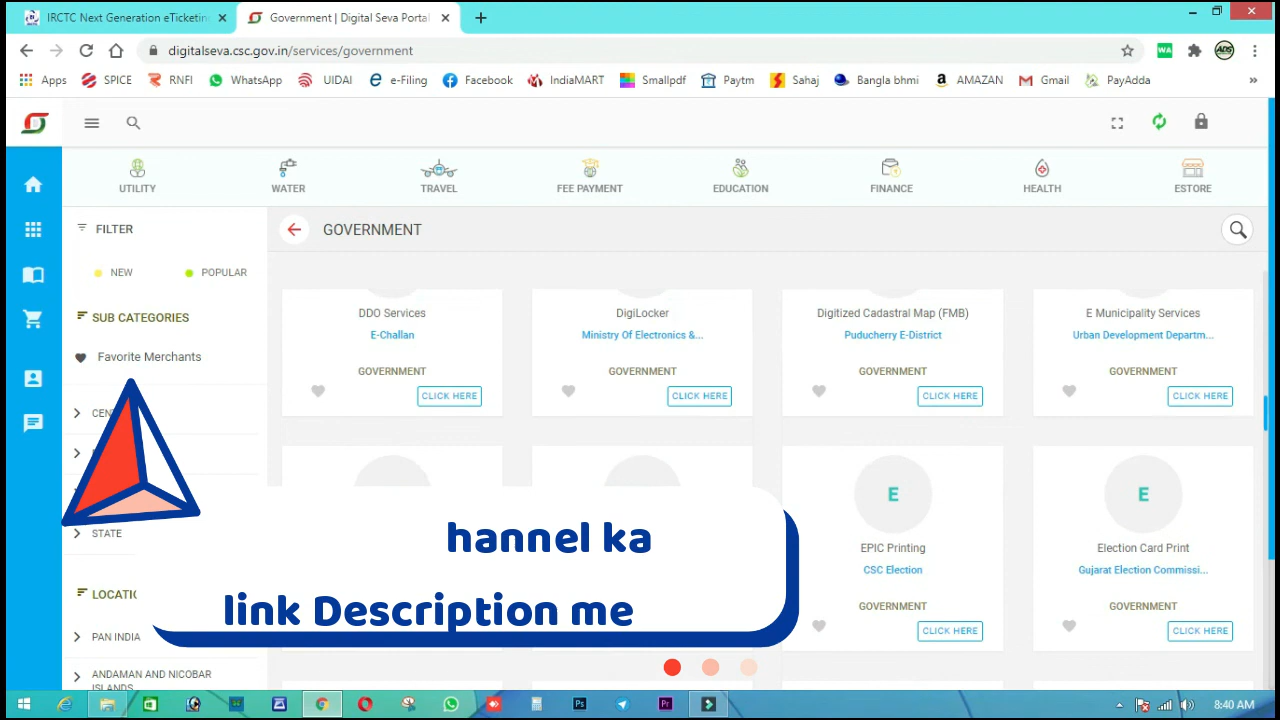 IRCTC Next Generation eTicketing
Government | Digital Seva Portal
digitalseva.csc.gov.in/services/government
Apps SPICE RNFI WhatsApp UIDAI e-Filing Facebook IndiaMART Smallpdf Paytm Sahaj Bangla bhmi AMAZAN Gmail PayAdda
UTILITY WATER TRAVEL FEE PAYMENT EDUCATION FINANCE HEALTH ESTORE
FILTER
NEW POPULAR
SUB CATEGORIES
Favorite Merchants
STATE
PAN INDIA
ANDAMAN AND NICOBAR
ISLANDS
GOVERNMENT
DDO Services
E-Challan
GOVERNMENT
CLICK HERE
DigiLocker
Ministry Of Electronics &...
GOVERNMENT
CLICK HERE
Digitized Cadastral Map (FMB)
Puducherry E-District
GOVERNMENT
CLICK HERE
E Municipality Services
Urban Development Departm...
GOVERNMENT
CLICK HERE
E
EPIC Printing
CSC Election
GOVERNMENT
CLICK HERE
E
Election Card Print
Gujarat Election Commissi...
GOVERNMENT
CLICK HERE
hannel ka
link Description me
8:40 AM